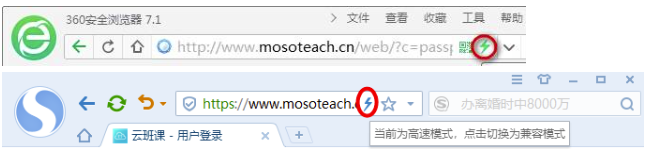 360安全浏览器 7.1
> 文件 查看 收藏 工具 帮助
http://www.mosoteach.cn/web/?c=passp
https://www.mosoteach.
办离婚时中8000万
云班课 - 用户登录
当前为高速模式，点击切换为兼容模式